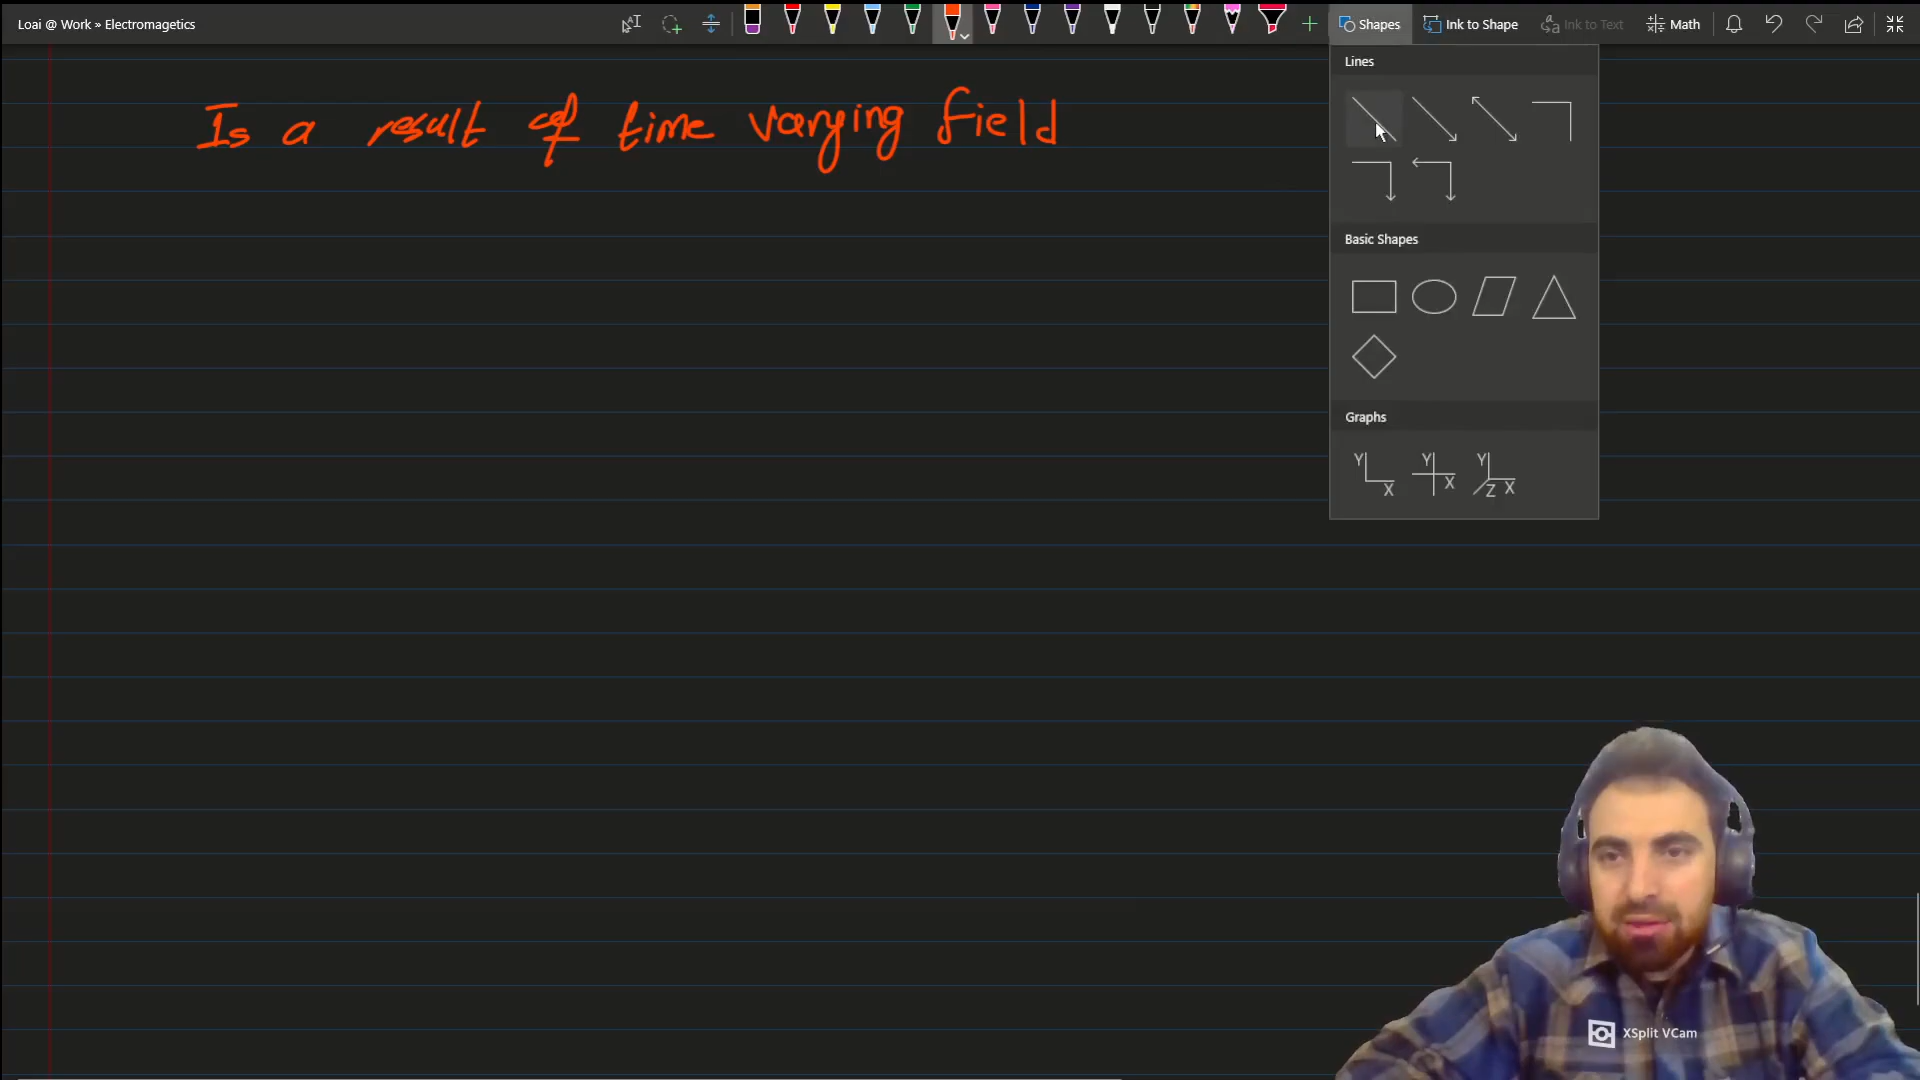 Loai @ Work » Electromagetics
Shapes
Ink to Shape
Ink to Text
Math
Is a result of time varying field
Lines
Basic Shapes
Graphs
Y X
Y X
Y Z X
XSplit VCam